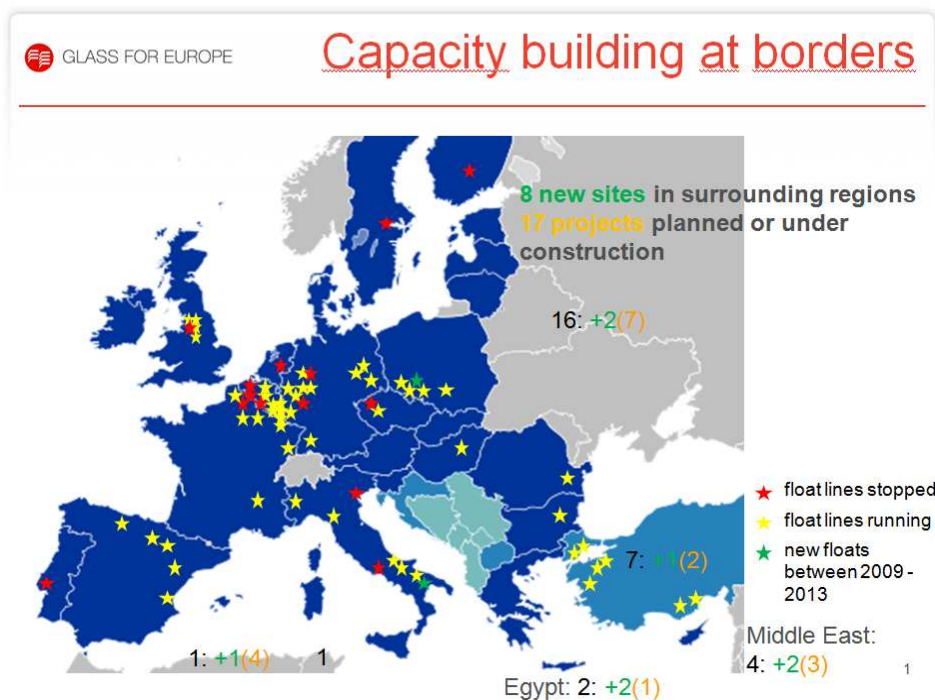 GLASS FOR EUROPE
Capacity building at borders
8 new sites in surrounding regions
17 projects planned or under
construction
16: +2(7)
float lines stopped
float lines running
new floats
between 2009 -
2013
7: +1(2)
Middle East:
4: +2(3)
1: +1(4)
1
Egypt: 2: +2(1)
1